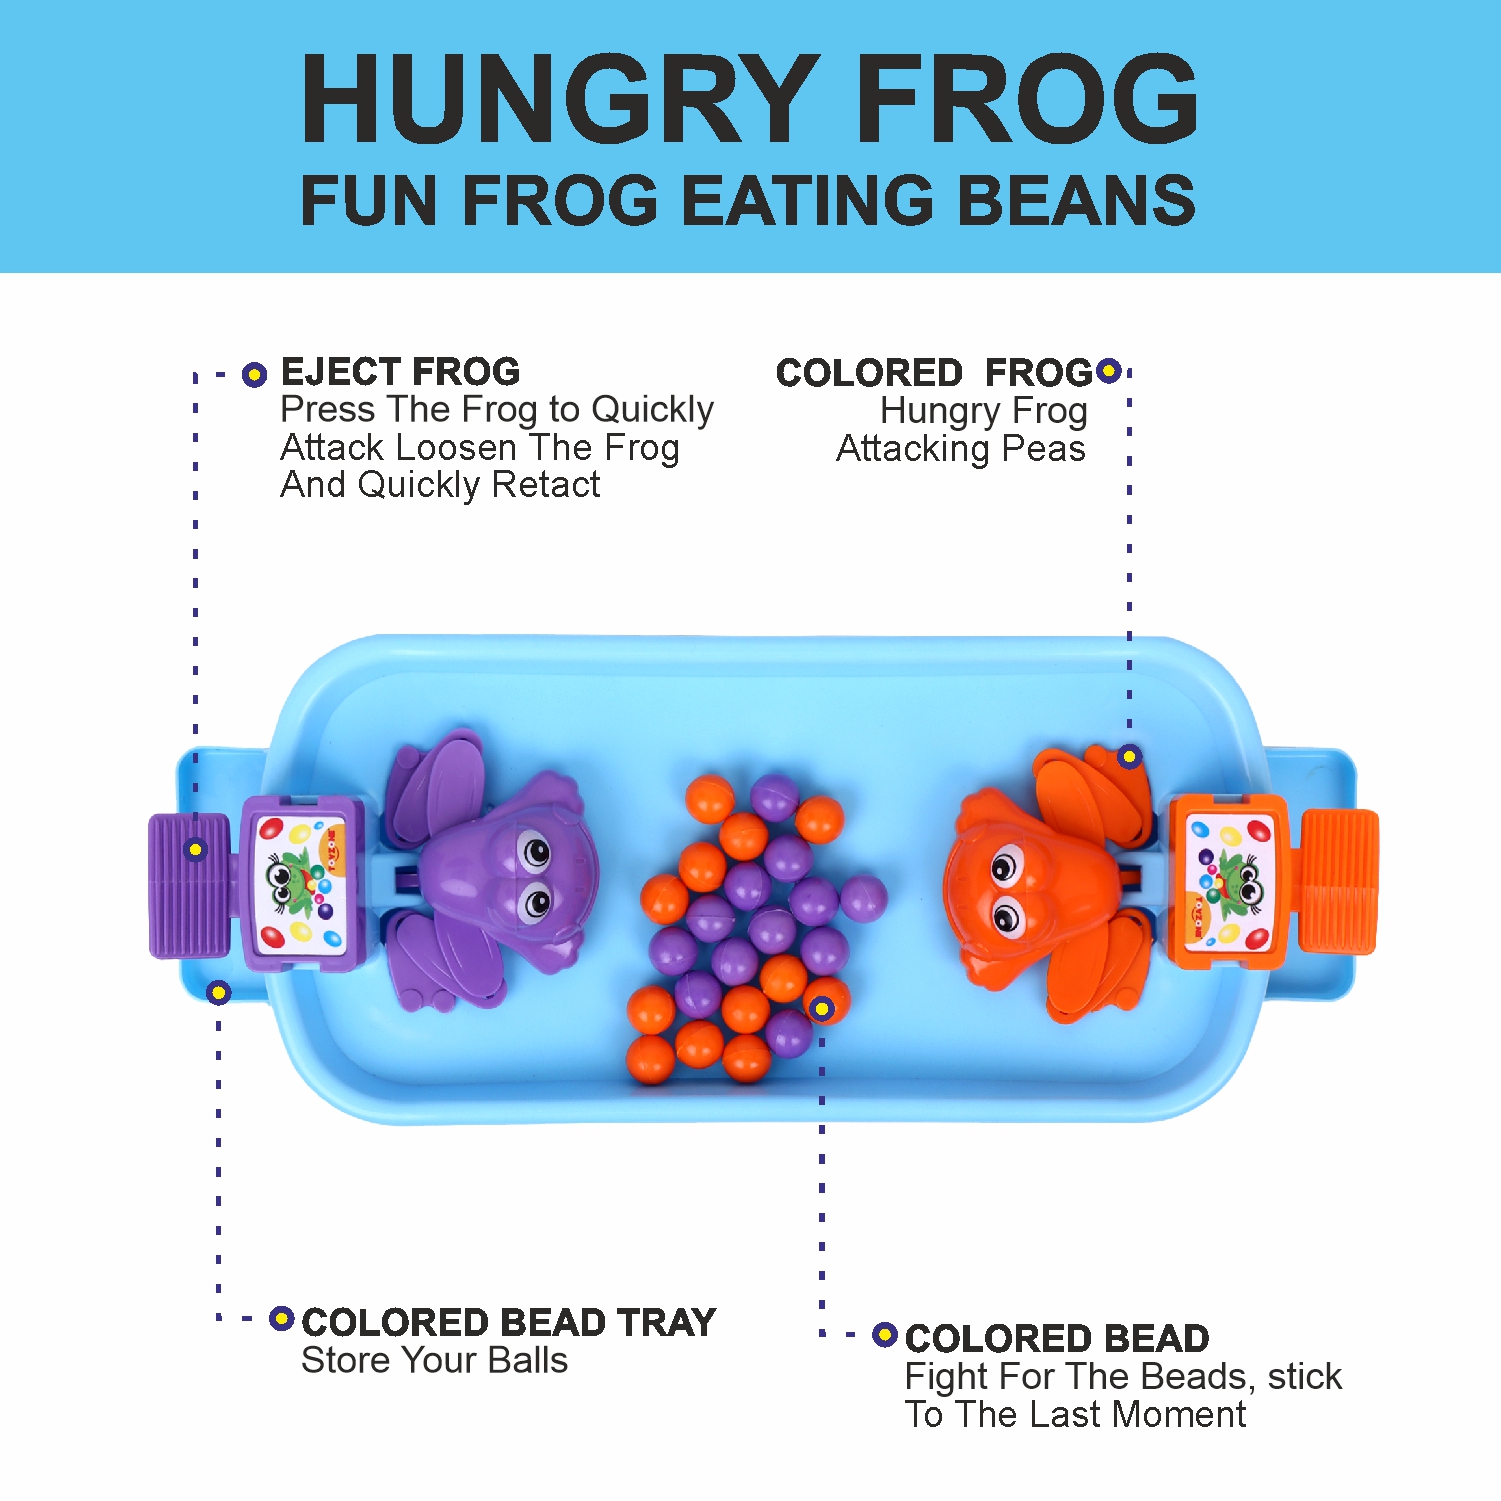 HUNGRY FROG
FUN FROG EATING BEANS
EJECT FROG
Press The Frog to Quickly
Attack Loosen The Frog
And Quickly Retact
COLORED FROG
Hungry Frog
Attacking Peas
TOYZONE
TOYZONE
COLORED BEAD TRAY
Store Your Balls
COLORED BEAD
Fight For The Beads, stick
To The Last Moment